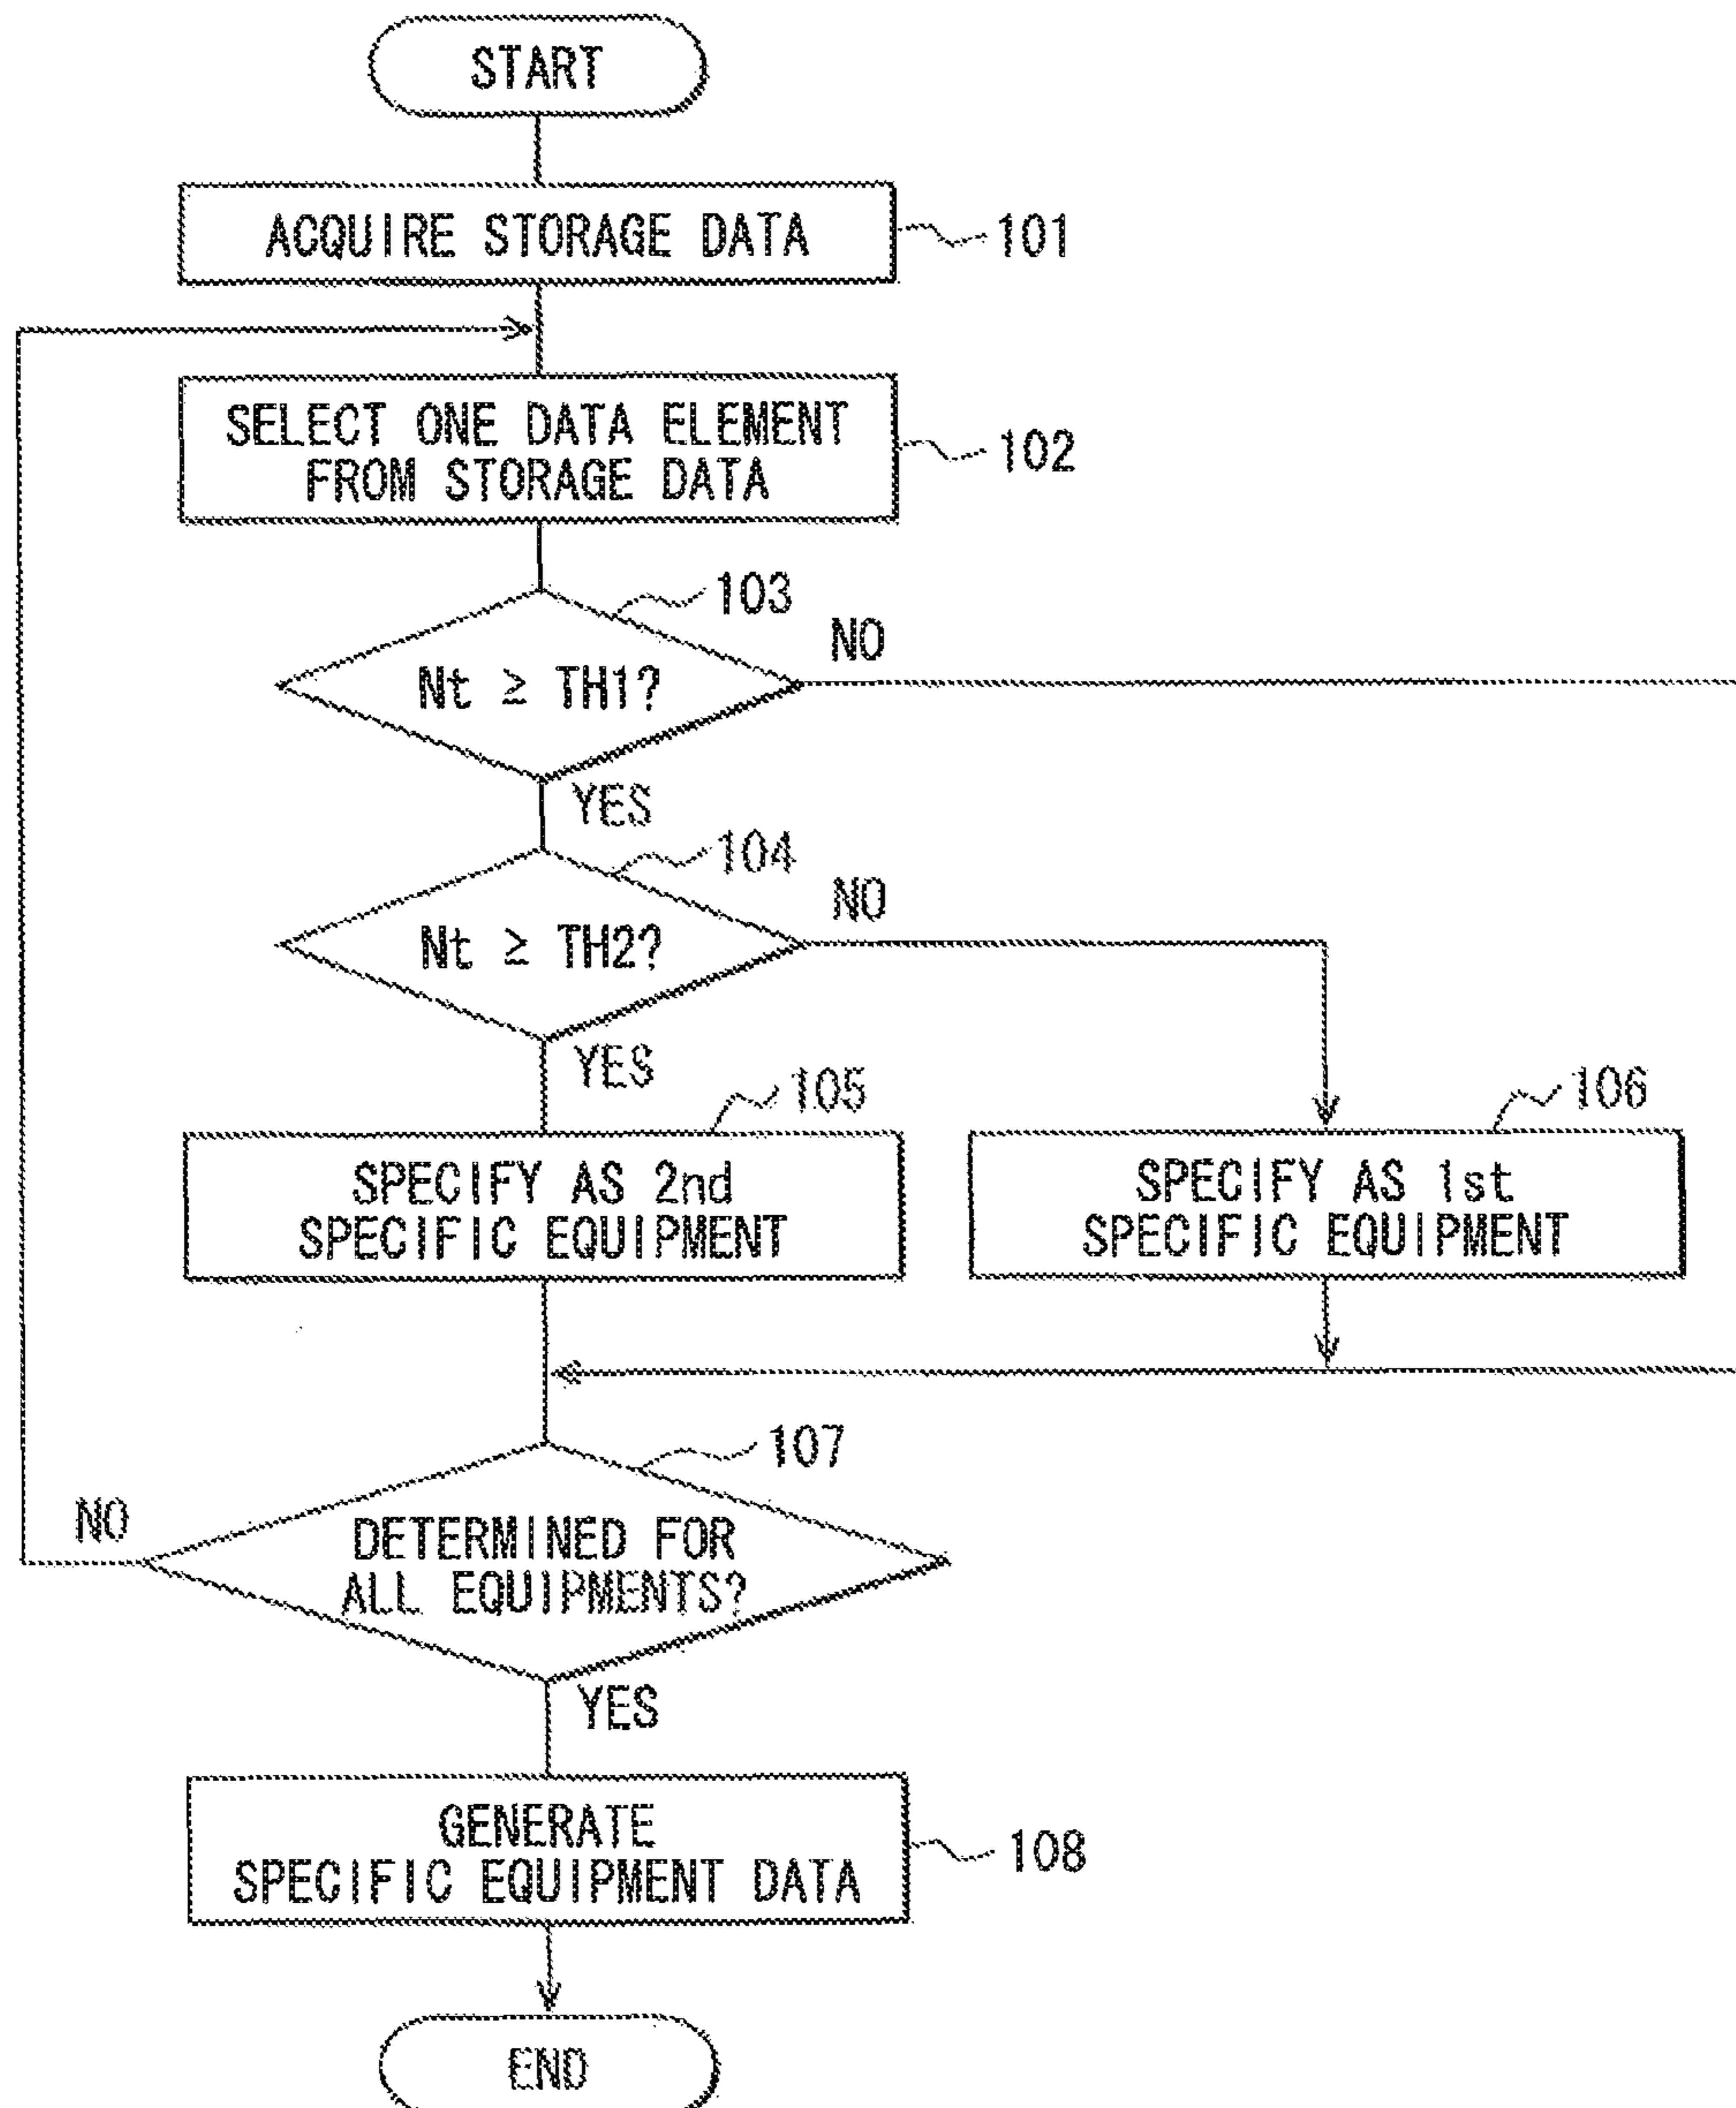 START
ACQUIRE STORAGE DATA
101
SELECT ONE DATA ELEMENT
FROM STORAGE DATA
102
103
Nt ≥ TH1?
NO
YES
104
Nt ≥ TH2?
NO
YES
105
SPECIFY AS 2nd
SPECIFIC EQUIPMENT
106
SPECIFY AS 1st
SPECIFIC EQUIPMENT
107
NO
DETERMINED FOR
ALL EQUIPMENTS?
YES
GENERATE
SPECIFIC EQUIPMENT DATA
108
END